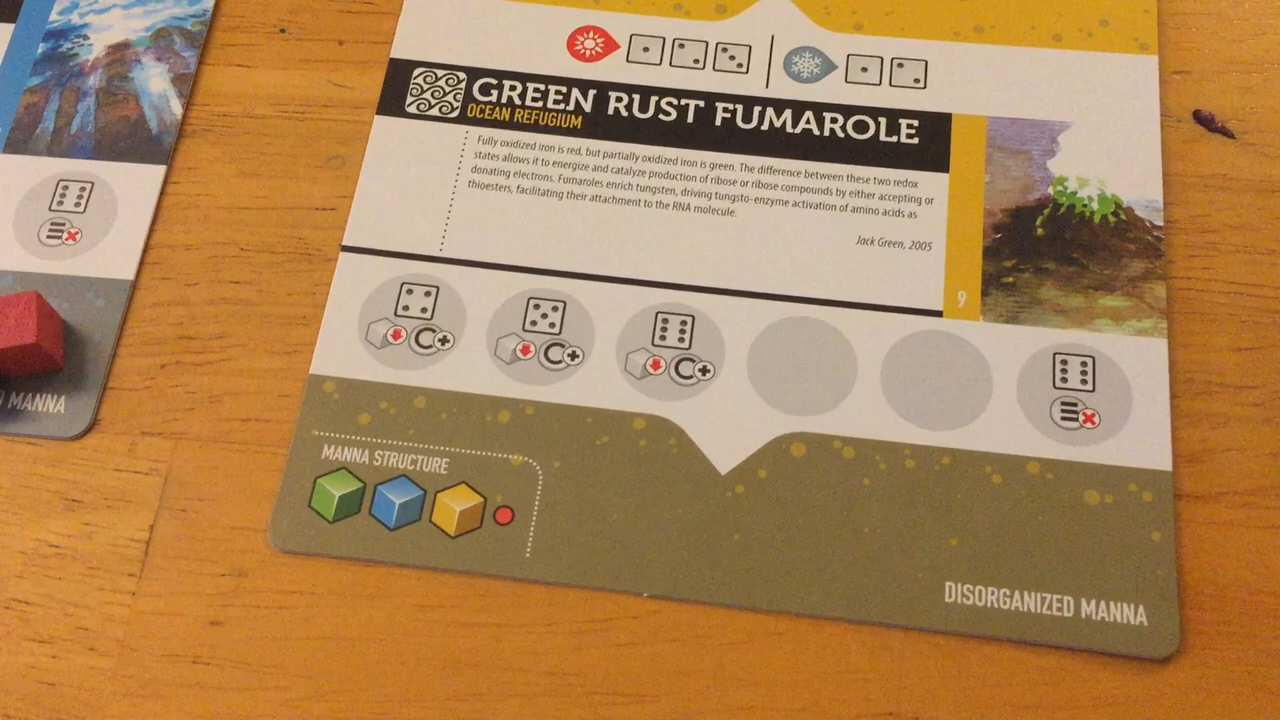 GREEN RUST FUMAROLE
OCEAN REFUGIUM
Fully oxidized iron is red, but partially oxidized iron is green. The difference between these two redox
states allows it to energize and catalyze production of ribose or ribose compounds by either accepting or
donating electrons. Fumaroles enrich tungsten, driving tungsto-enzyme activation of amino acids as
thioesters, facilitating their attachment to the RNA molecule.
Jack Green, 2005
9
C+
C+
C+
MANNA STRUCTURE
DISORGANIZED MANNA
MANNA